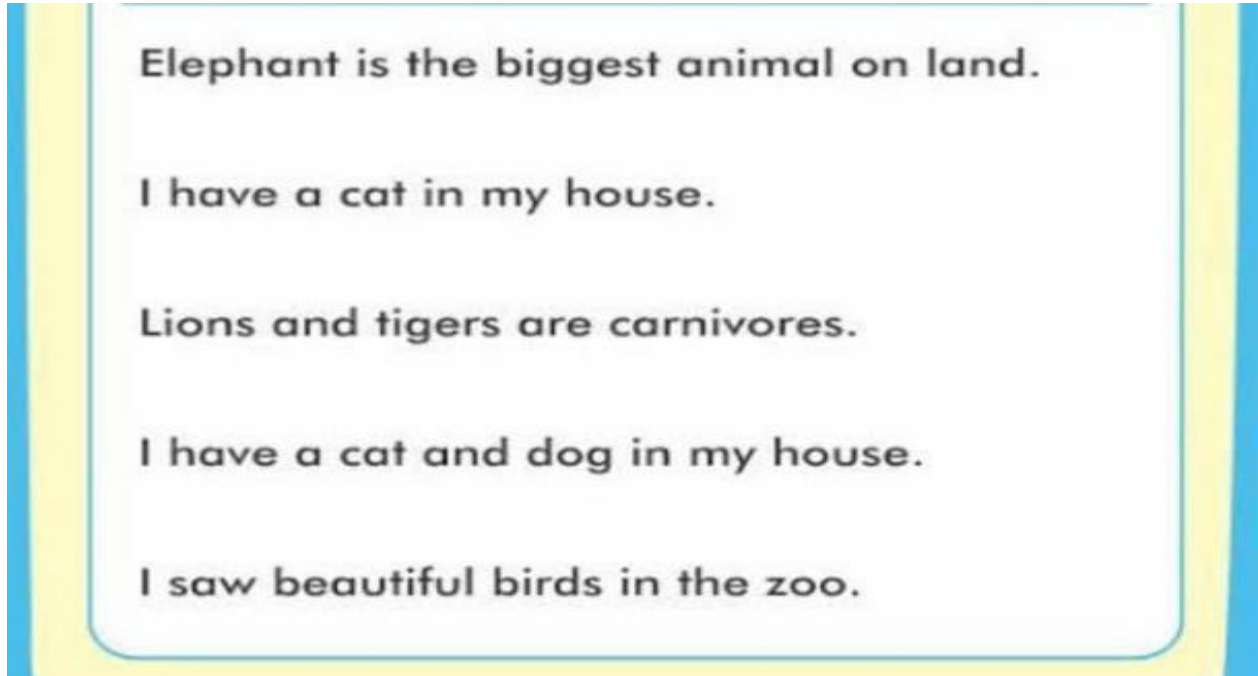 Elephant is the biggest animal on land.
I have a cat in my house.
Lions and tigers are carnivores.
I have a cat and dog in my house.
I saw beautiful birds in the zoo.